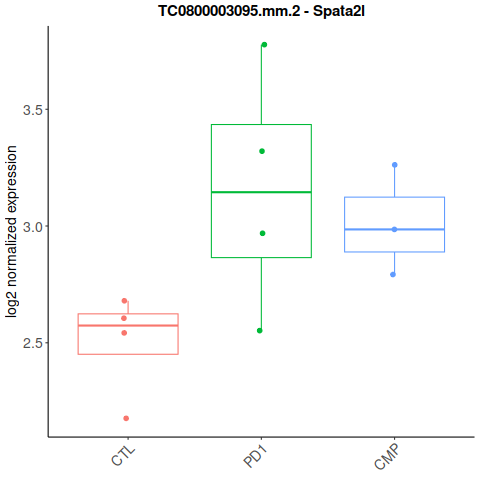 TC0800003095.mm.2 - Spata2l
log2 normalized expression
3.5
3.0
2.5
CTL
PD1
CMP